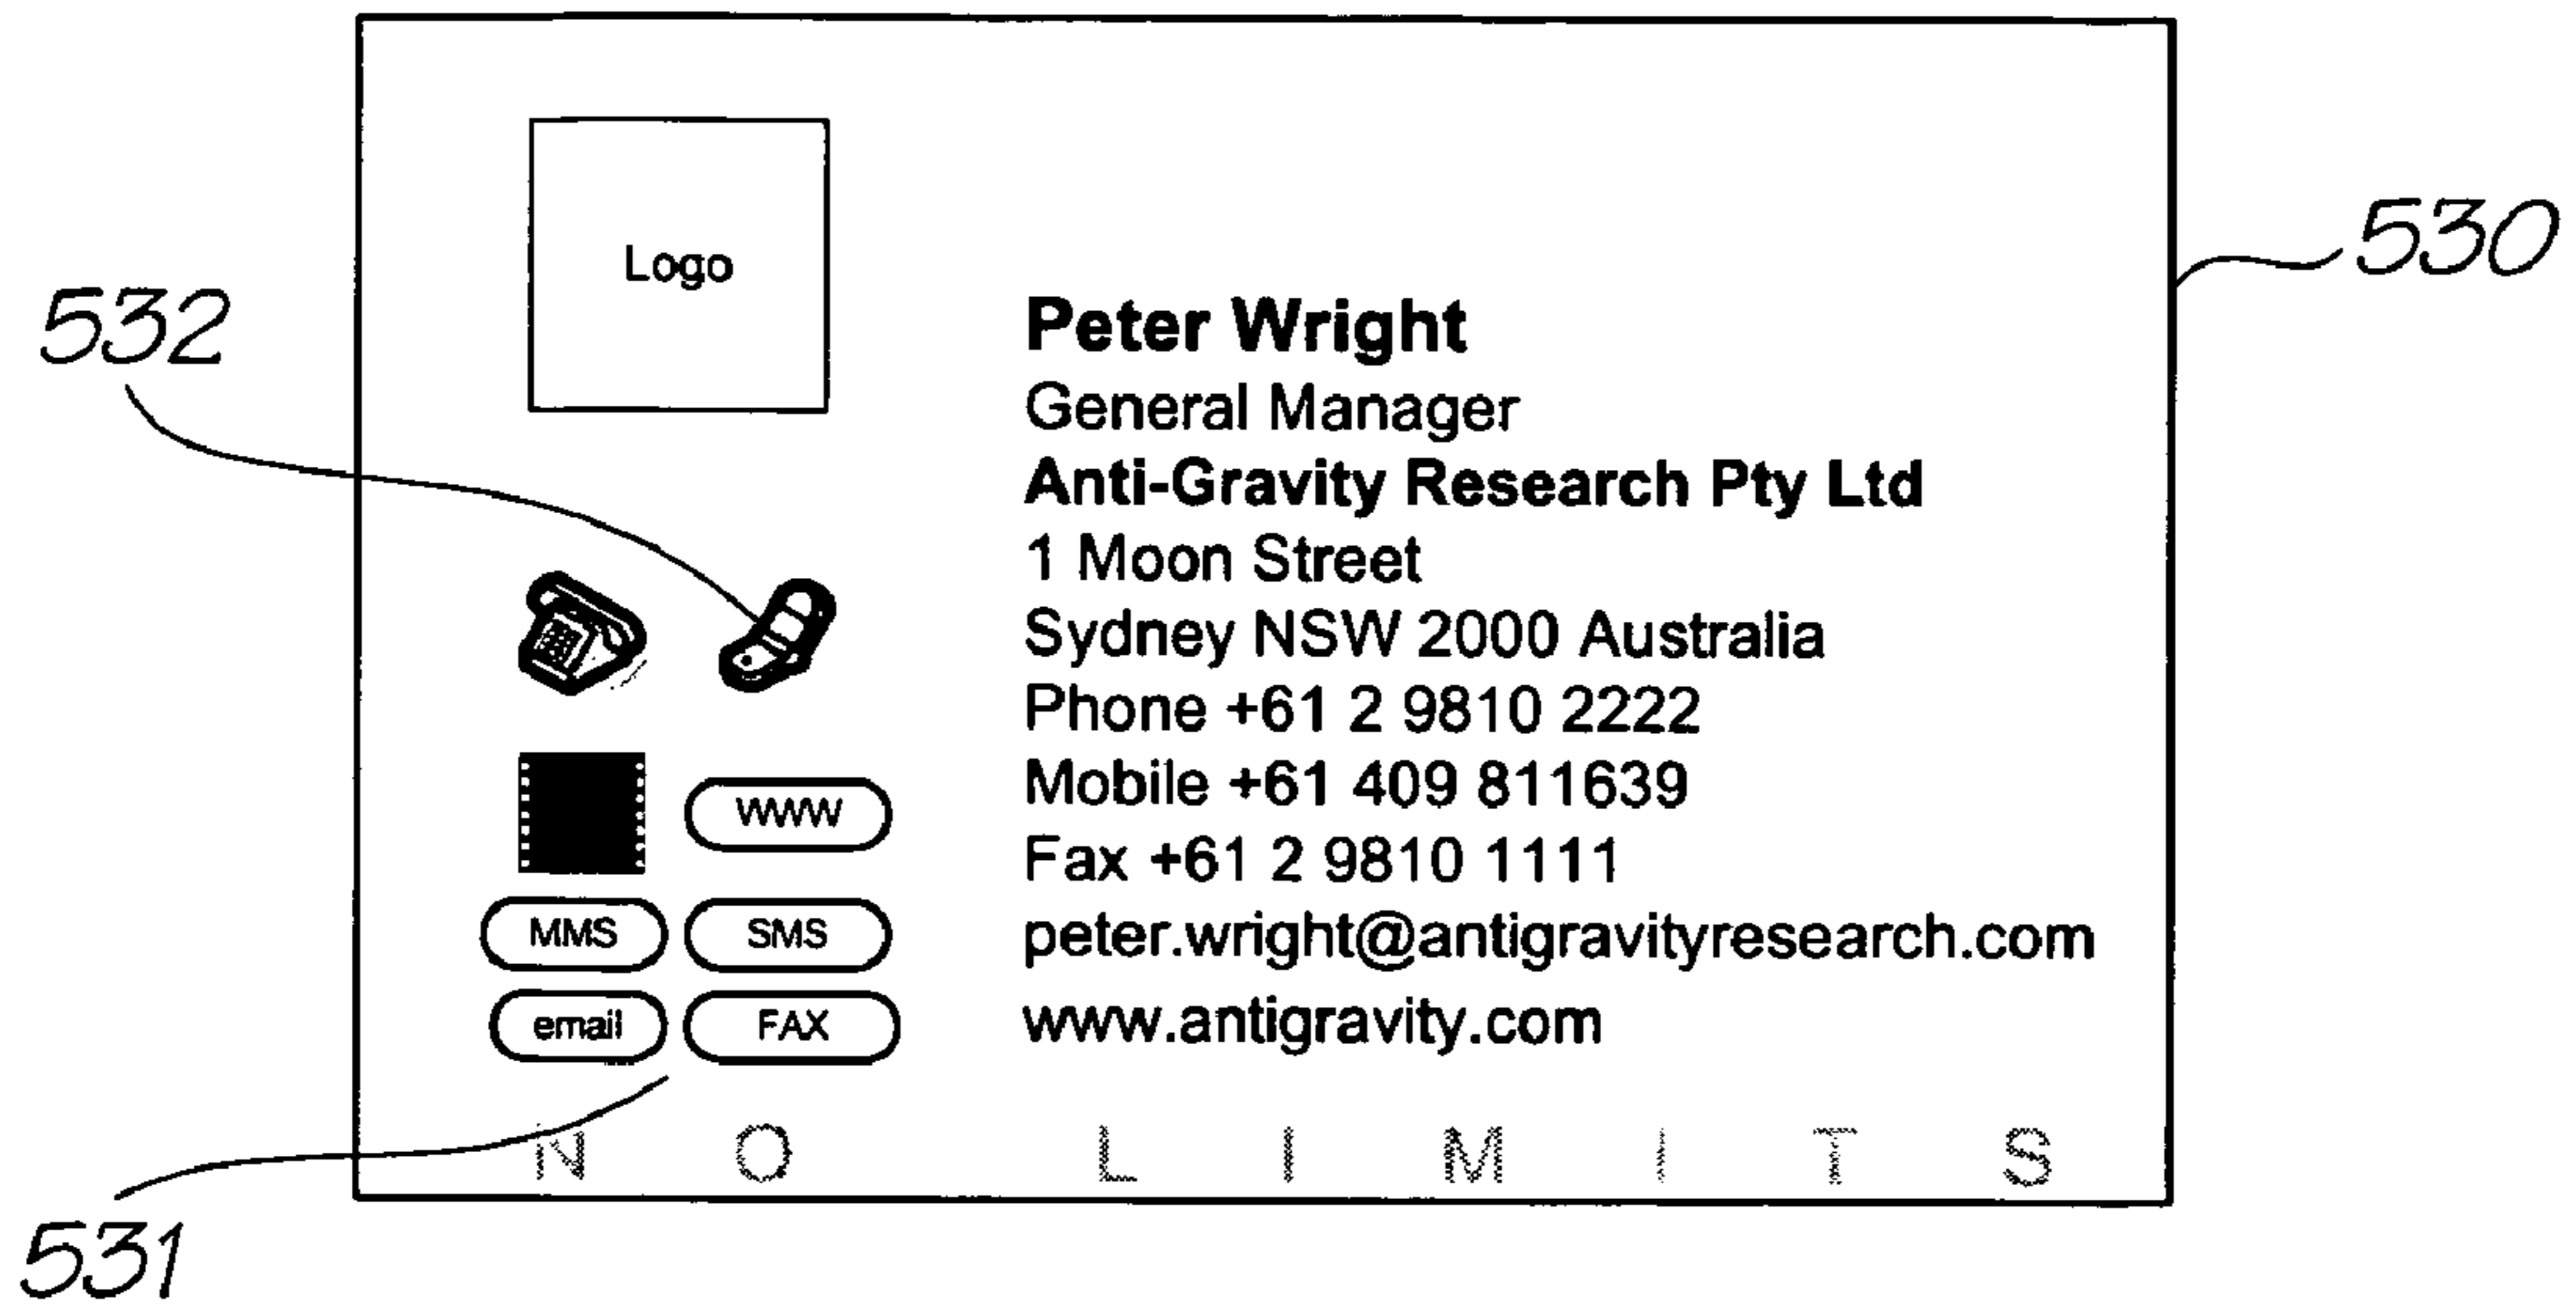 Logo
530
532
Peter Wright
General Manager
Anti-Gravity Research Pty Ltd
1 Moon Street
Sydney NSW 2000 Australia
Phone +61 2 9810 2222
Mobile +61 409 811639
Fax +61 2 9810 1111
peter.wright@antigravityresearch.com
www.antigravity.com
WWW
MMS SMS
email FAX
N O L I M I T S
531